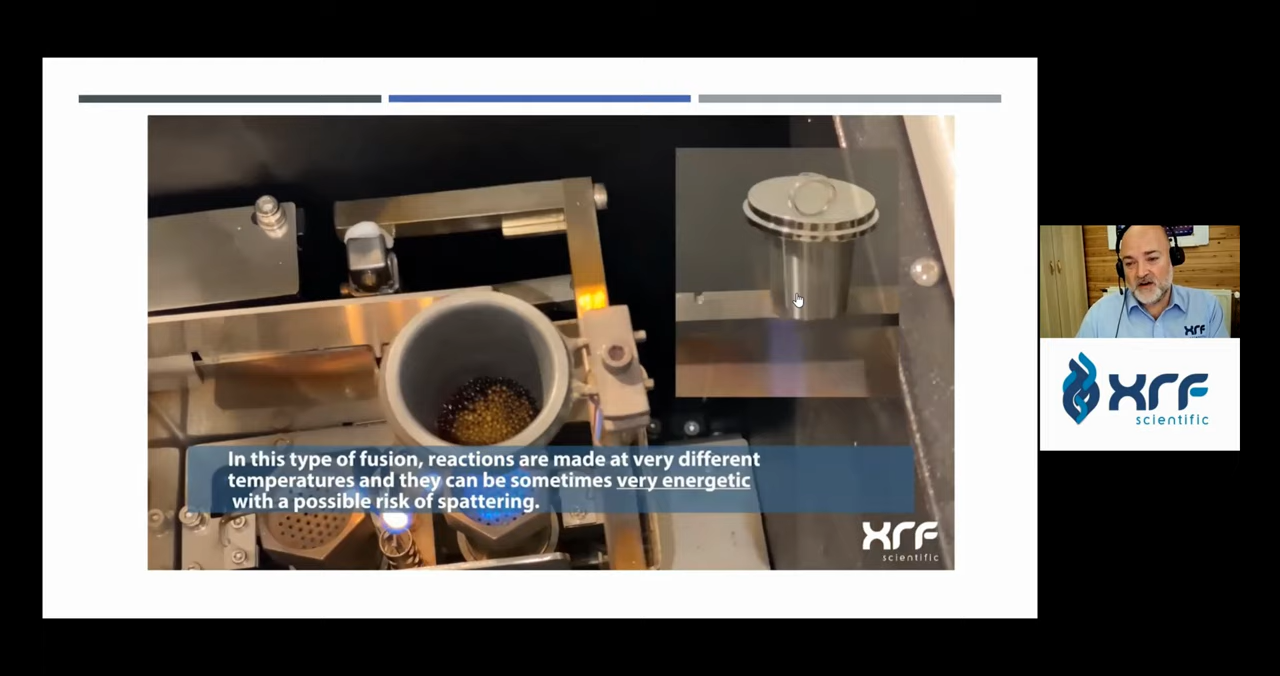 In this type of fusion, reactions are made at very different
temperatures and they can be sometimes very energetic
with a possible risk of spattering.
xrf
scientific
xrf
xrf
scientific